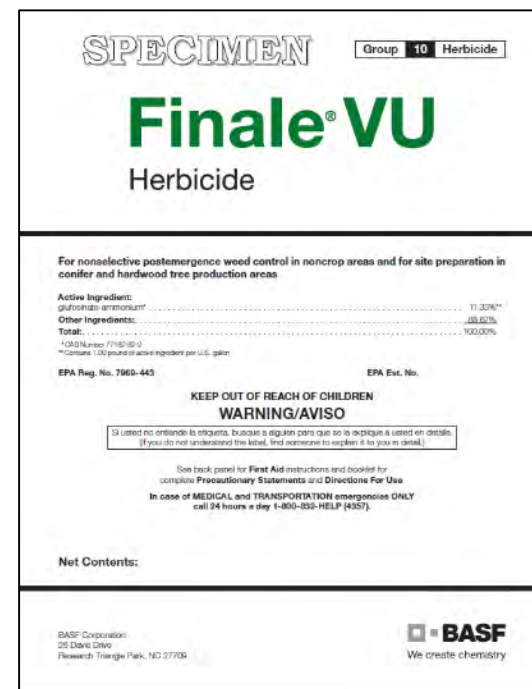 SPECIMEN
Group 10 Herbicide
Finale® VU
Herbicide
For nonselective postemergence weed control in noncrop areas and for site preparation in
conifer and hardwood tree production areas
Active Ingredient:
glufosinate-ammonium* 11.33%**
Other Ingredients: 88.67%
Total: 100.00%
*CAS Number 77182-82-2
**Contains 1.00 pound of active ingredient per U.S. gallon
EPA Reg. No. 7969-443 EPA Est. No.
KEEP OUT OF REACH OF CHILDREN
WARNING/AVISO
Si usted no entiende la etiqueta, busque a alguien para que se la explique a usted en detalle.
(If you do not understand the label, find someone to explain it to you in detail.)
See back panel for First Aid instructions and booklet for
complete Precautionary Statements and Directions For Use
In case of MEDICAL and TRANSPORTATION emergencies ONLY
call 24 hours a day 1-800-832-HELP (4357).
Net Contents:
BASF Corporation
26 Davis Drive
Research Triangle Park, NC 27709
BASF
We create chemistry